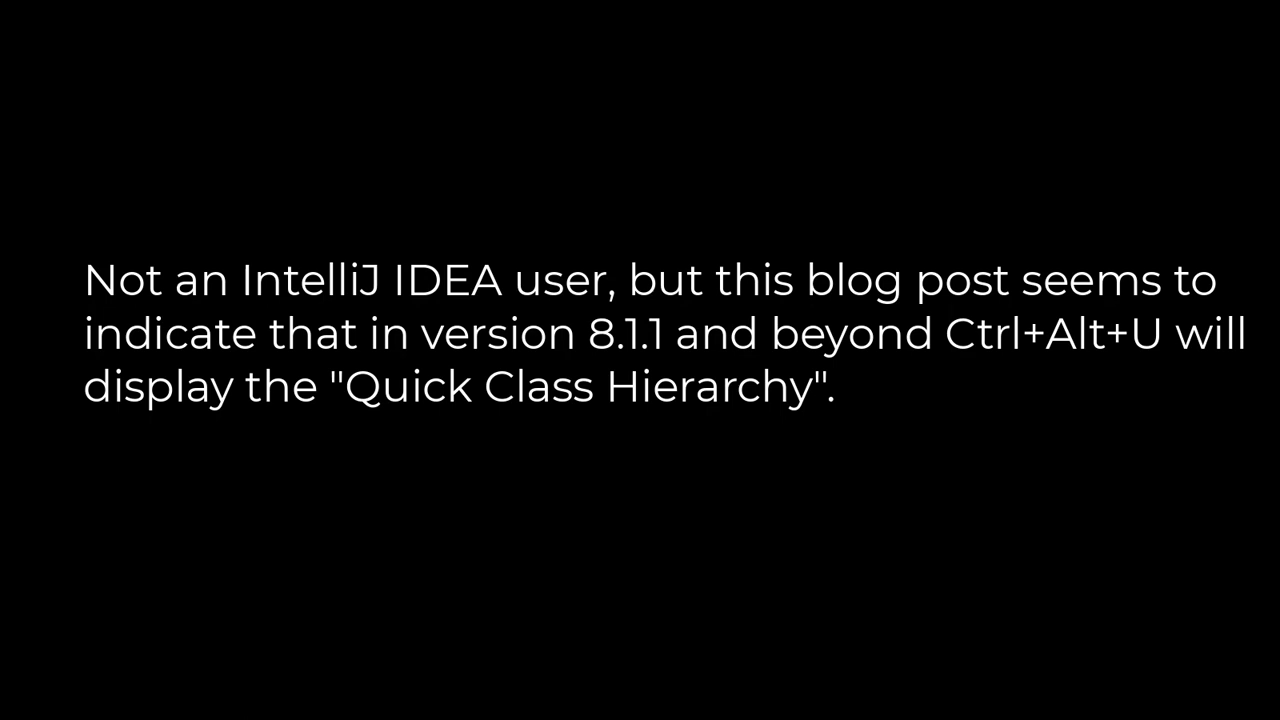 Not an IntelliJ IDEA user, but this blog post seems to
indicate that in version 8.1.1 and beyond Ctrl+Alt+U will
display the "Quick Class Hierarchy".